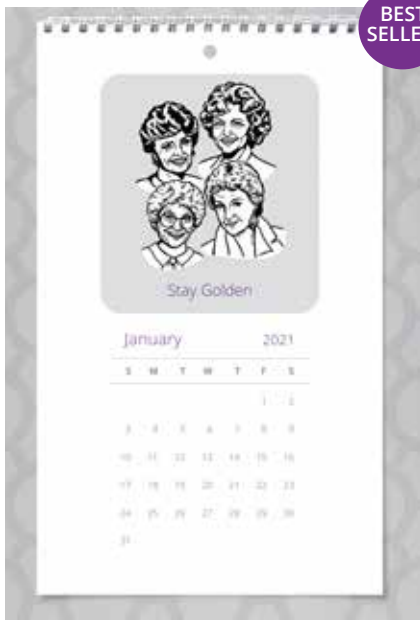 BEST
SELLE
Stay Golden
January 2021
S M T W T F S
1 2
3 4 5 6 7 8 9
10 11 12 13 14 15 16
17 18 19 20 21 22 23
24 25 26 27 28 29 30
31